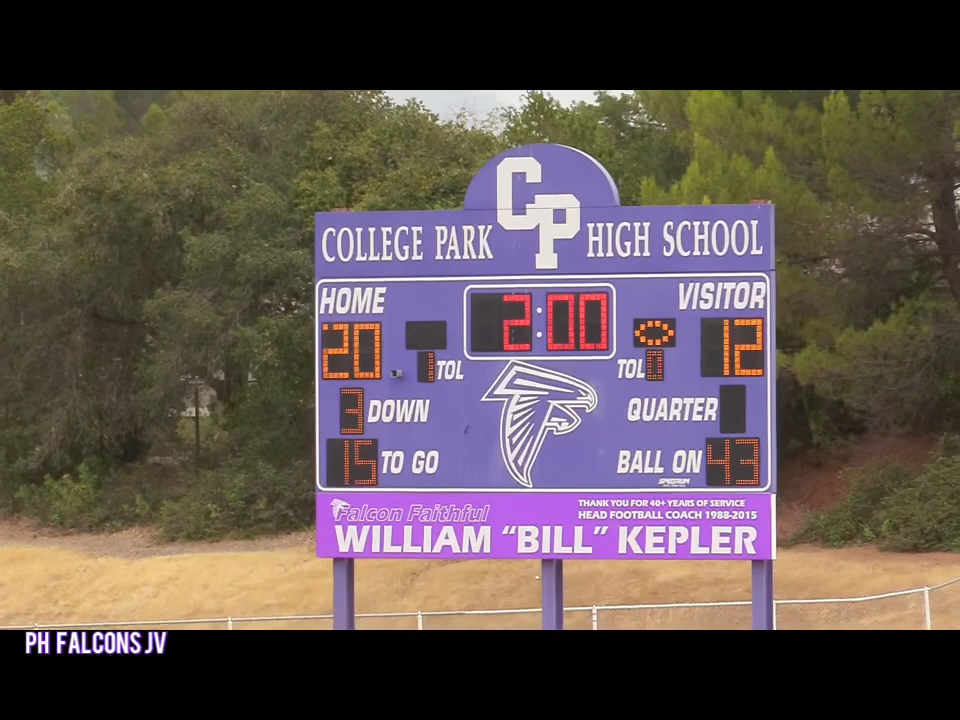 CP
COLLEGE PARK HIGH SCHOOL
HOME 2:00 VISITOR
20 12
1 TOL TOL
3 DOWN QUARTER
15 TO GO BALL ON 43
SPECTRUM
Falcon Faithful
THANK YOU FOR 40+ YEARS OF SERVICE
HEAD FOOTBALL COACH 1988-2015
WILLIAM "BILL" KEPLER
PH FALCONS JV